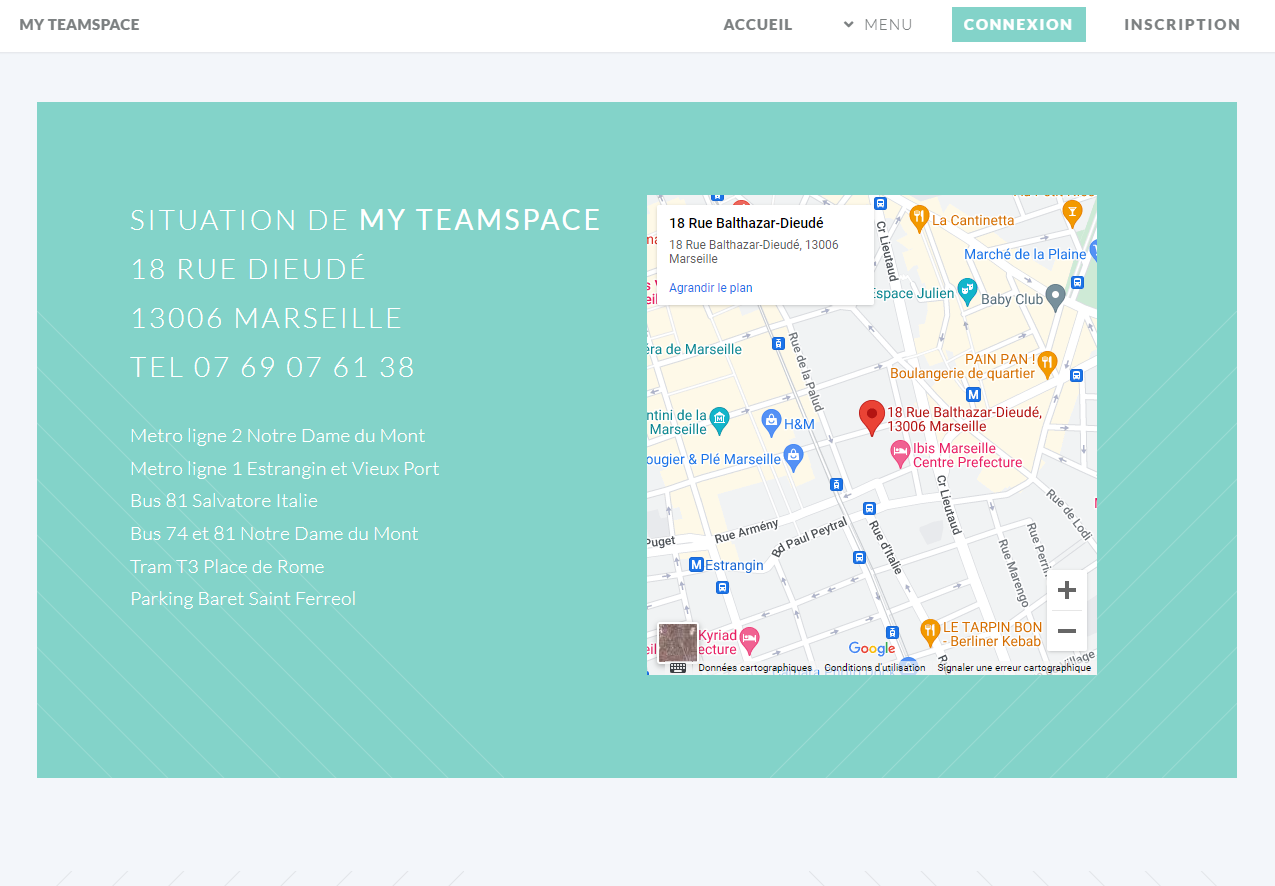 MY TEAMSPACE
ACCUEIL
MENU
CONNEXION
INSCRIPTION
SITUATION DE MY TEAMSPACE
18 RUE DIEUDÉ
13006 MARSEILLE
TEL 07 69 07 61 38
Metro ligne 2 Notre Dame du Mont
Metro ligne 1 Estrangin et Vieux Port
Bus 81 Salvatore Italie
Bus 74 et 81 Notre Dame du Mont
Tram T3 Place de Rome
Parking Baret Saint Ferreol
18 Rue Balthazar-Dieudé
18 Rue Balthazar-Dieudé, 13006
Marseille
Agrandir le plan
Cr Lieutaud
La Cantinetta
Marché de la Plaine
Espace Julien
Baby Club
éra de Marseille
Rue de la Palud
PAIN PAN !
Boulangerie de quartier
M
18 Rue Balthazar-Dieudé,
13006 Marseille
ntini de la
Marseille
H&M
Ibis Marseille
Centre Prefecture
ougier & Plé Marseille
Cr Lieutaud
Rue de Lodi
Puget
Rue Armény
Bd Paul Peytral
Rue d'Italie
Rue Marengo
Rue Perri
M Estrangin
LE TARPIN BON
- Berliner Kebab
Kyriad
ecture
Google
village
Données cartographiques
Conditions d'utilisation
Signaler une erreur cartographique